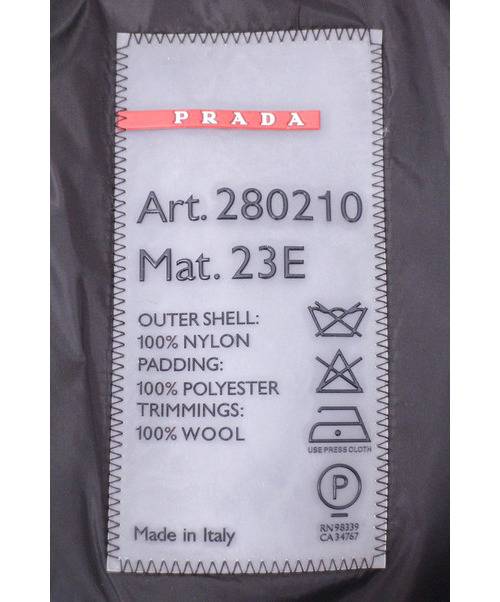 PRADA
Art. 280210
Mat. 23E
OUTER SHELL:
100% NYLON
PADDING:
100% POLYESTER
TRIMMINGS:
100% WOOL
USE PRESS CLOTH
P
RN 98339
CA 34767
Made in Italy